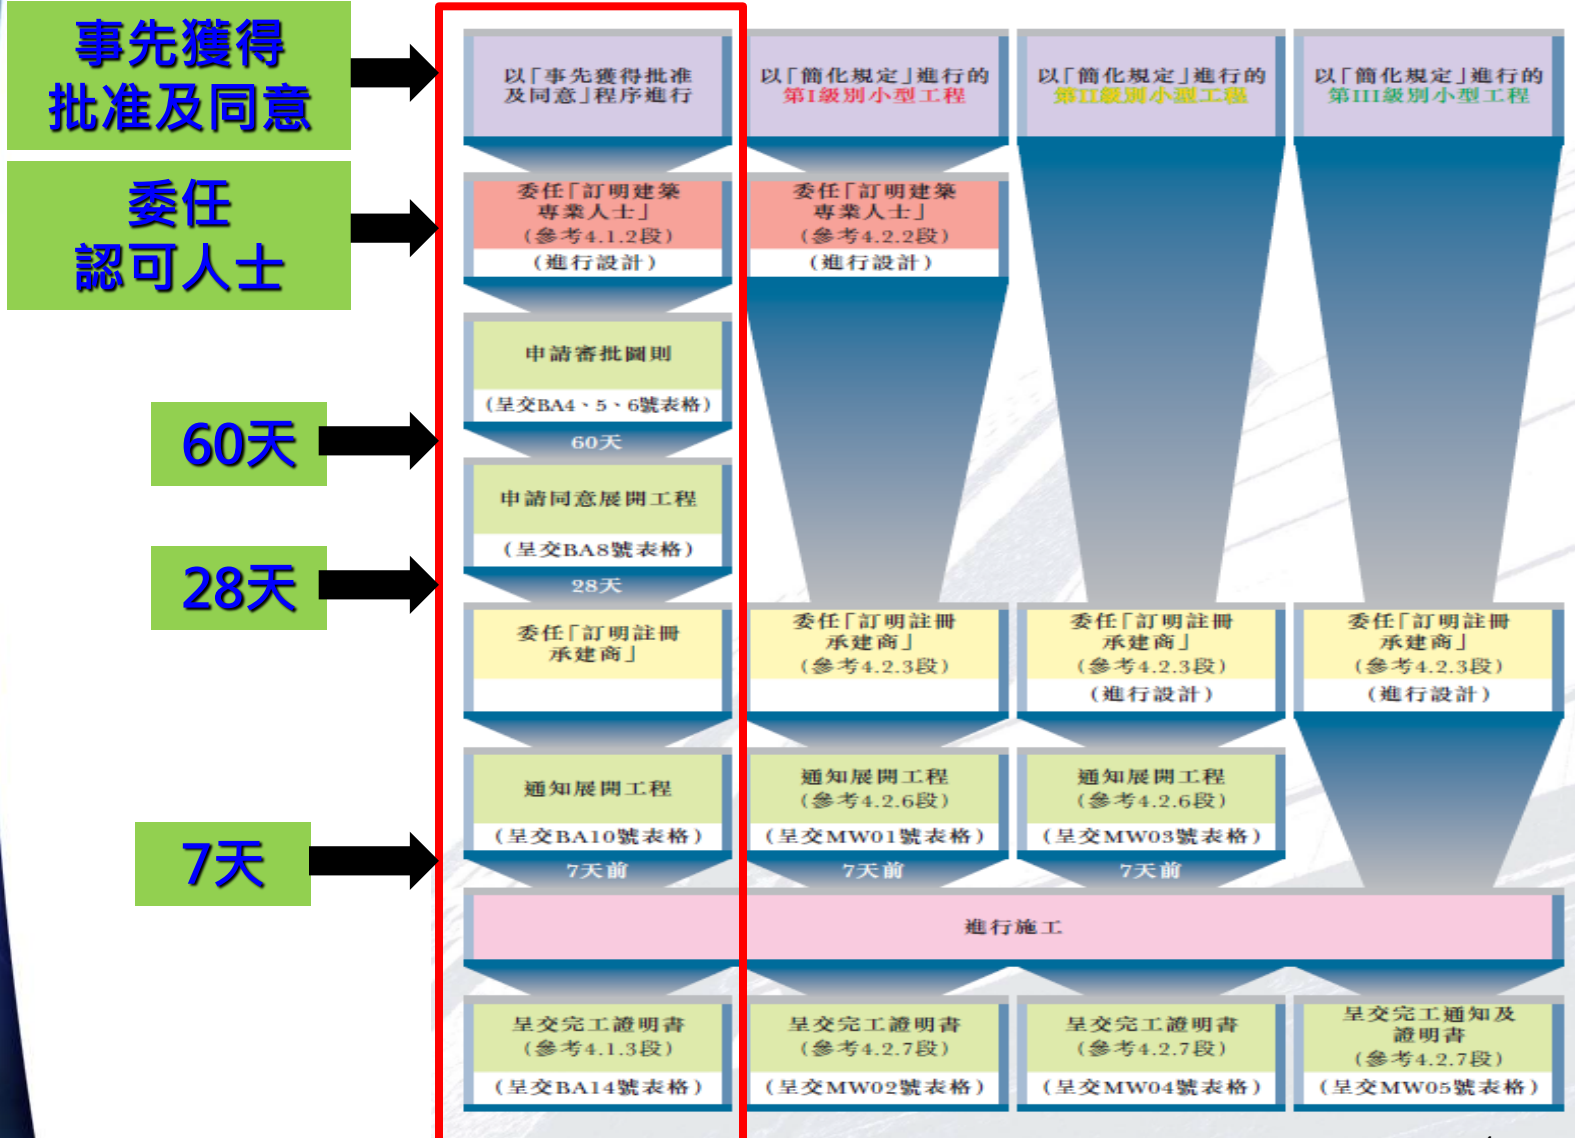 事先獲得
批准及同意
委任
認可人士
60天
28天
7天
以「事先獲得批准
及同意」程序進行
以「簡化規定」進行的
第I級別小型工程
以「簡化規定」進行的
第II級別小型工程
以「簡化規定」進行的
第III級別小型工程
委任「訂明建築
專業人士」
(參考4.1.2段)
(進行設計)
委任「訂明建築
專業人士」
(參考4.2.2段)
(進行設計)
申請審批圖則
(呈交BA4、5、6號表格)
60天
申請同意展開工程
(呈交BA8號表格)
28天
委任「訂明註冊
承建商」
委任「訂明註冊
承建商」
(參考4.2.3段)
委任「訂明註冊
承建商」
(參考4.2.3段)
(進行設計)
委任「訂明註冊
承建商」
(參考4.2.3段)
(進行設計)
通知展開工程
(呈交BA10號表格)
7天前
通知展開工程
(參考4.2.6段)
(呈交MW01號表格)
7天前
通知展開工程
(參考4.2.6段)
(呈交MW03號表格)
7天前
進行施工
呈交完工證明書
(參考4.1.3段)
(呈交BA14號表格)
呈交完工證明書
(參考4.2.7段)
(呈交MW02號表格)
呈交完工證明書
(參考4.2.7段)
(呈交MW04號表格)
呈交完工通知及
證明書
(參考4.2.7段)
(呈交MW05號表格)